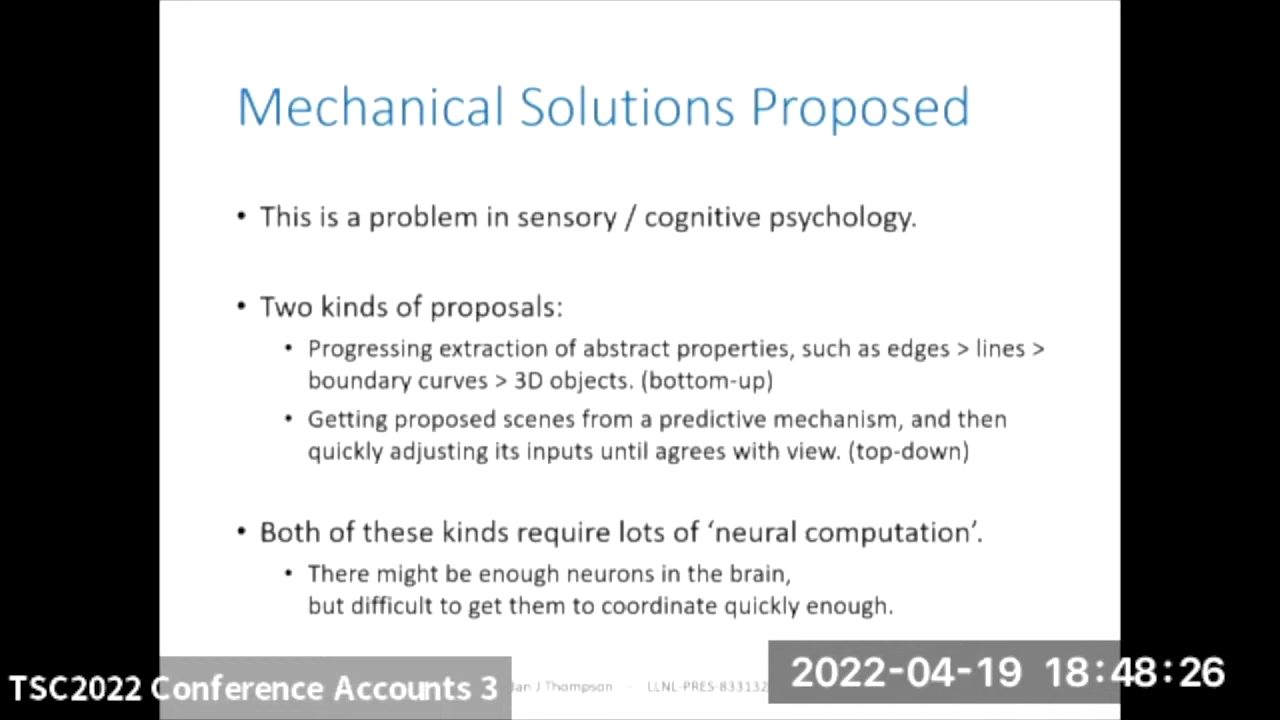 Mechanical Solutions Proposed
• This is a problem in sensory / cognitive psychology.
• Two kinds of proposals:
• Progressing extraction of abstract properties, such as edges > lines >
boundary curves > 3D objects. (bottom-up)
• Getting proposed scenes from a predictive mechanism, and then
quickly adjusting its inputs until agrees with view. (top-down)
• Both of these kinds require lots of ‘neural computation’.
• There might be enough neurons in the brain,
but difficult to get them to coordinate quickly enough.
TSC2022 Conference Accounts 3
Ian J Thompson - LLNL-PRES-833132
2022-04-19 18:48:26